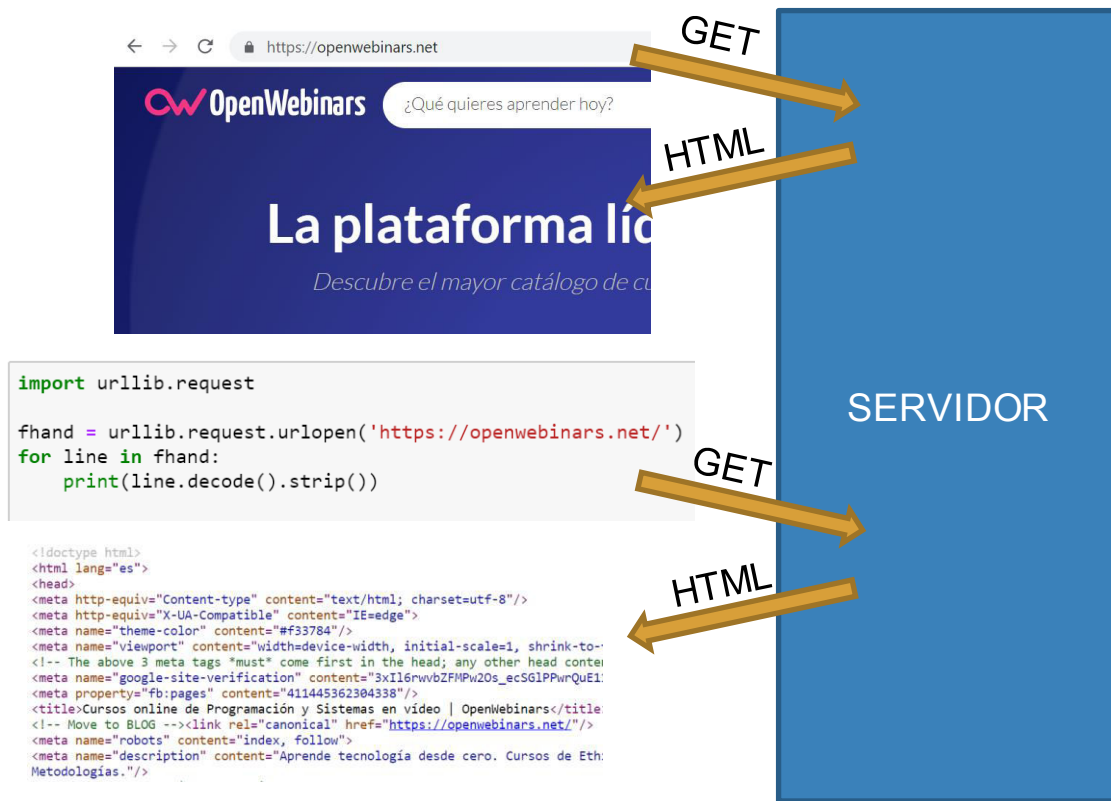 GET
https://openwebinars.net
OpenWebinars
¿Qué quieres aprender hoy?
HTML
La plataforma líd
Descubre el mayor catálogo de cu
import urllib.request
fhand = urllib.request.urlopen('https://openwebinars.net/')
for line in fhand:
print(line.decode().strip())
SERVIDOR
GET
HTML
<!doctype html>
<html lang="es">
<head>
<meta http-equiv="Content-type" content="text/html; charset=utf-8"/>
<meta http-equiv="X-UA-Compatible" content="IE=edge">
<meta name="theme-color" content="#f33784"/>
<meta name="viewport" content="width=device-width, initial-scale=1, shrink-to-
<!-- The above 3 meta tags *must* come first in the head; any other head conten
<meta name="google-site-verification" content=
<meta property="fb:pages" content="411445362304338"/>
<title>Cursos online de Programación y Sistemas en vídeo | OpenWebinars</title
<!-- Move to BLOG --><link rel="canonical" href="https://openwebinars.net/"/>
<meta name="robots" content="index, follow">
<meta name="description" content="Aprende tecnología desde cero. Cursos de Eth
Metodologías."/>